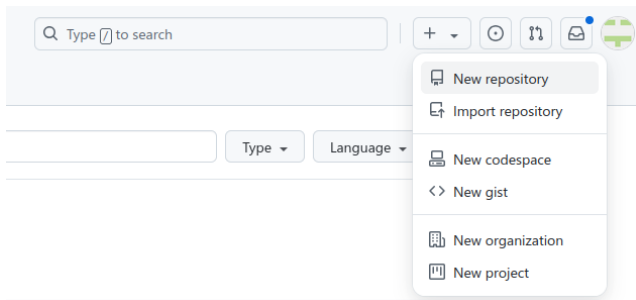 Type / to search
New repository
Import repository
Type
Language
New codespace
New gist
New organization
New project